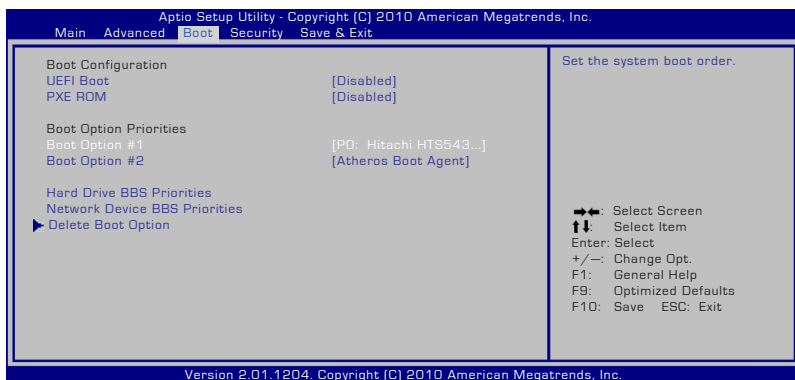 Aptio Setup Utility - Copyright (C) 2010 American Megatrends, Inc.
Main Advanced Boot Security Save & Exit
Boot Configuration
UEFI Boot [Disabled]
PXE ROM [Disabled]
Boot Option Priorities
Boot Option #1 [P0: Hitachi HTS543...]
Boot Option #2 [Atheros Boot Agent]
Hard Drive BBS Priorities
Network Device BBS Priorities
Delete Boot Option
Set the system boot order.
→←: Select Screen
↑↓: Select Item
Enter: Select
+/—: Change Opt.
F1: General Help
F9: Optimized Defaults
F10: Save ESC: Exit
Version 2.01.1204. Copyright (C) 2010 American Megatrends, Inc.